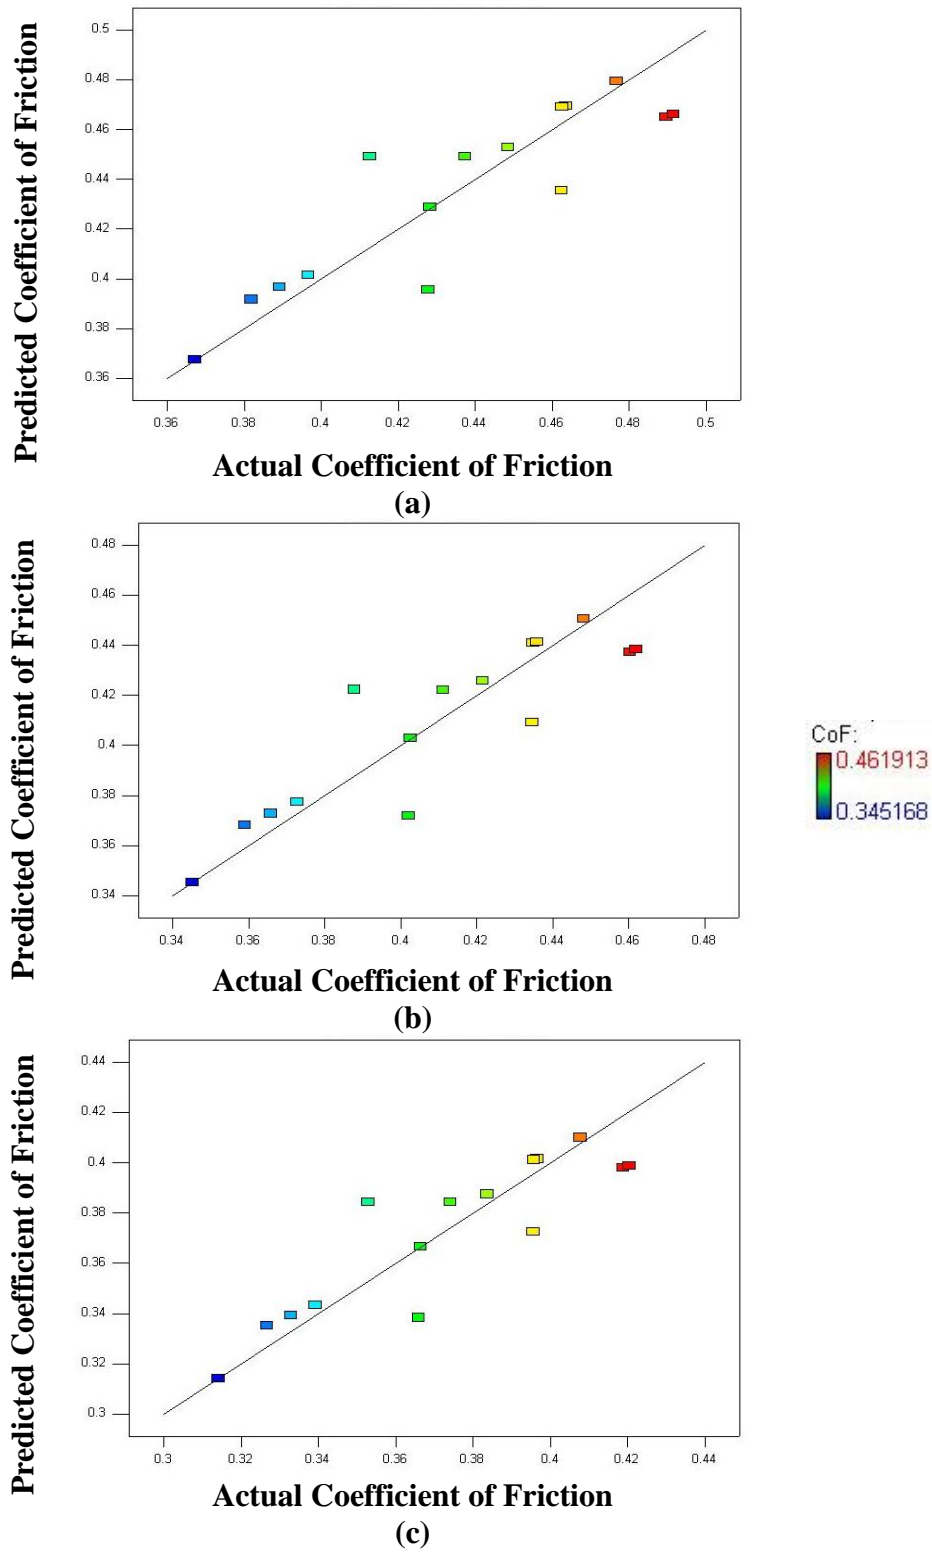 Predicted Coefficient of Friction
0.5
0.48
0.46
0.44
0.42
0.4
0.38
0.36
0.36 0.38 0.4 0.42 0.44 0.46 0.48 0.5
Actual Coefficient of Friction
(a)
Predicted Coefficient of Friction
0.48
0.46
0.44
0.42
0.4
0.38
0.36
0.34
0.34 0.36 0.38 0.4 0.42 0.44 0.46 0.48
Actual Coefficient of Friction
(b)
CoF:
0.461913
0.345168
Predicted Coefficient of Friction
0.44
0.42
0.4
0.38
0.36
0.34
0.32
0.3
0.3 0.32 0.34 0.36 0.38 0.4 0.42 0.44
Actual Coefficient of Friction
(c)